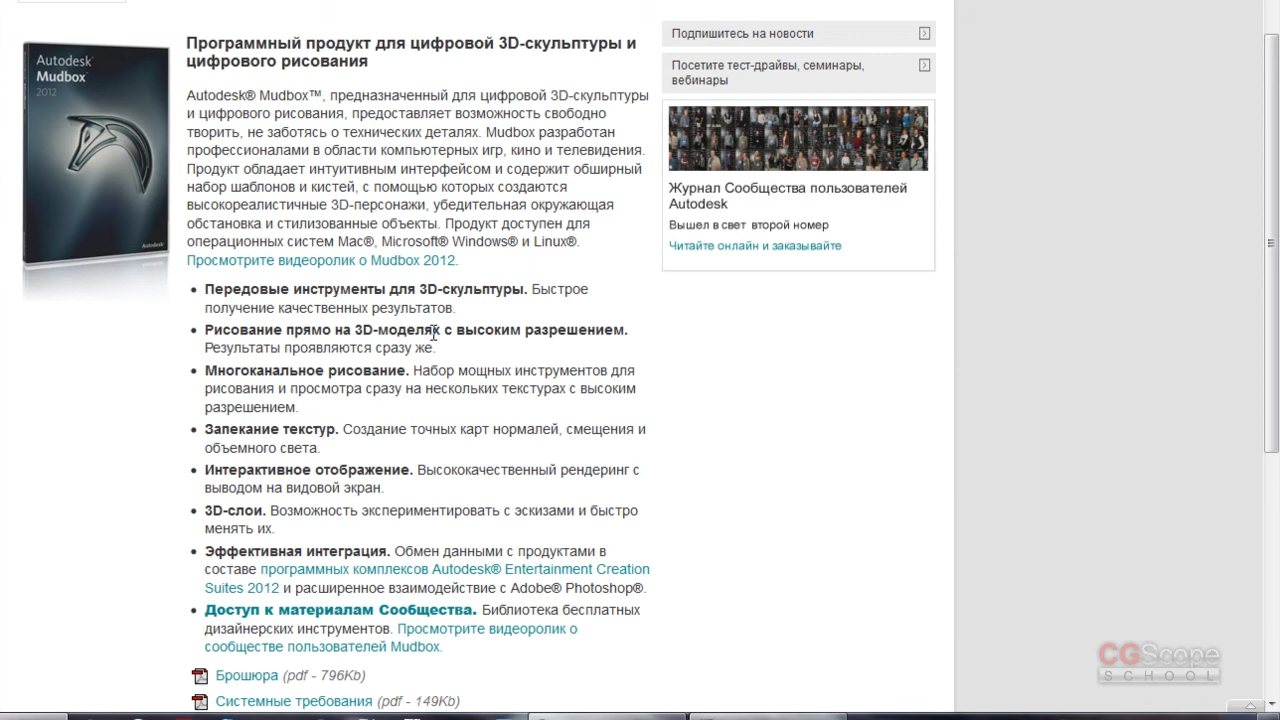 Autodesk®
Mudbox™
2012
Autodesk
Программный продукт для цифровой 3D-скульптуры и
цифрового рисования
Autodesk® Mudbox™, предназначенный для цифровой 3D-скульптуры
и цифрового рисования, предоставляет возможность свободно
творить, не заботясь о технических деталях. Mudbox разработан
профессионалами в области компьютерных игр, кино и телевидения.
Продукт обладает интуитивным интерфейсом и содержит обширный
набор шаблонов и кистей, с помощью которых создаются
высокореалистичные 3D-персонажи, убедительная окружающая
обстановка и стилизованные объекты. Продукт доступен для
операционных систем Mac®, Microsoft® Windows® и Linux®.
Просмотрите видеоролик о Mudbox 2012.
• Передовые инструменты для 3D-скульптуры. Быстрое
получение качественных результатов.
• Рисование прямо на 3D-моделях с высоким разрешением.
Результаты проявляются сразу же.
• Многоканальное рисование. Набор мощных инструментов для
рисования и просмотра сразу на нескольких текстурах с высоким
разрешением.
• Запекание текстур. Создание точных карт нормалей, смещения и
объемного света.
• Интерактивное отображение. Высококачественный рендеринг с
выводом на видовой экран.
• 3D-слои. Возможность экспериментировать с эскизами и быстро
менять их.
• Эффективная интеграция. Обмен данными с продуктами в
составе программных комплексов Autodesk® Entertainment Creation
Suites 2012 и расширенное взаимодействие с Adobe® Photoshop®.
• Доступ к материалам Сообщества. Библиотека бесплатных
дизайнерских инструментов. Просмотрите видеоролик о
сообществе пользователей Mudbox.
Брошюра (pdf - 796Kb)
Системные требования (pdf - 149Kb)
Подпишитесь на новости
Посетите тест-драйвы, семинары,
вебинары
Журнал Сообщества пользователей
Autodesk
Вышел в свет второй номер
Читайте онлайн и заказывайте
CGScope
SCHOOL